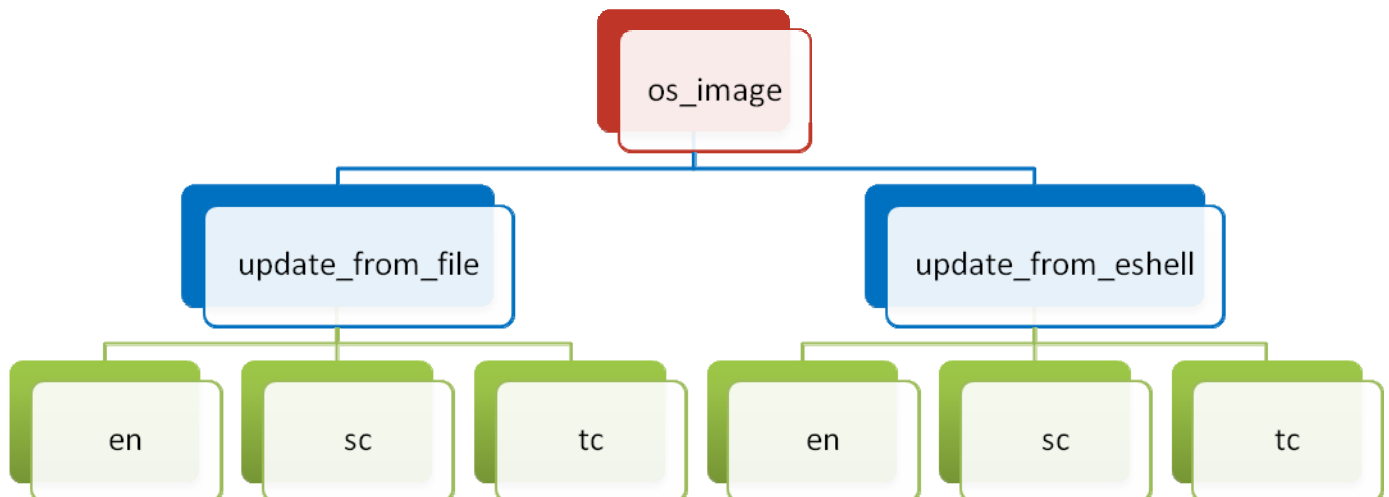 os_image
update_from_file
update_from_eshell
en
sc
tc
en
sc
tc